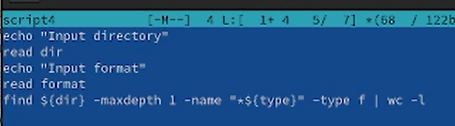 script4 [-M--] 4 L:[ 1+ 4 5/ 7] *(68 / 122b
echo "Input directory"
read dir
echo "Input format"
read format
find ${dir} -maxdepth 1 -name "*${type}" -type f | wc -l